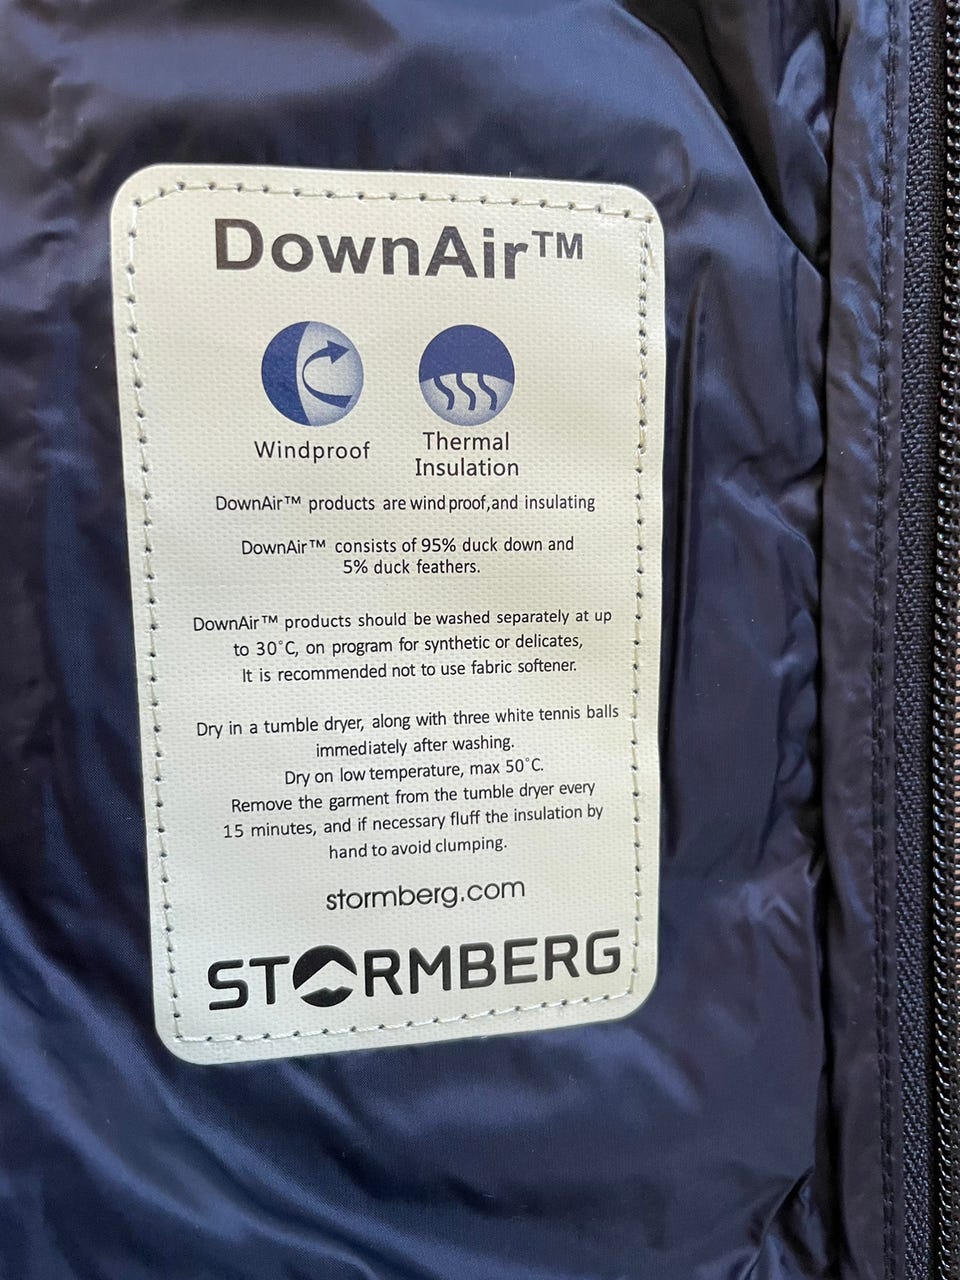 DownAir™
Windproof
Thermal
Insulation
DownAir™ products are wind proof,and insulating
DownAir™ consists of 95% duck down and
5% duck feathers.
DownAir™ products should be washed separately at up
to 30°C, on program for synthetic or delicates,
It is recommended not to use fabric softener.
Dry in a tumble dryer, along with three white tennis balls
immediately after washing.
Dry on low temperature, max 50°C.
Remove the garment from the tumble dryer every
15 minutes, and if necessary fluff the insulation by
hand to avoid clumping.
stormberg.com
STORMBERG